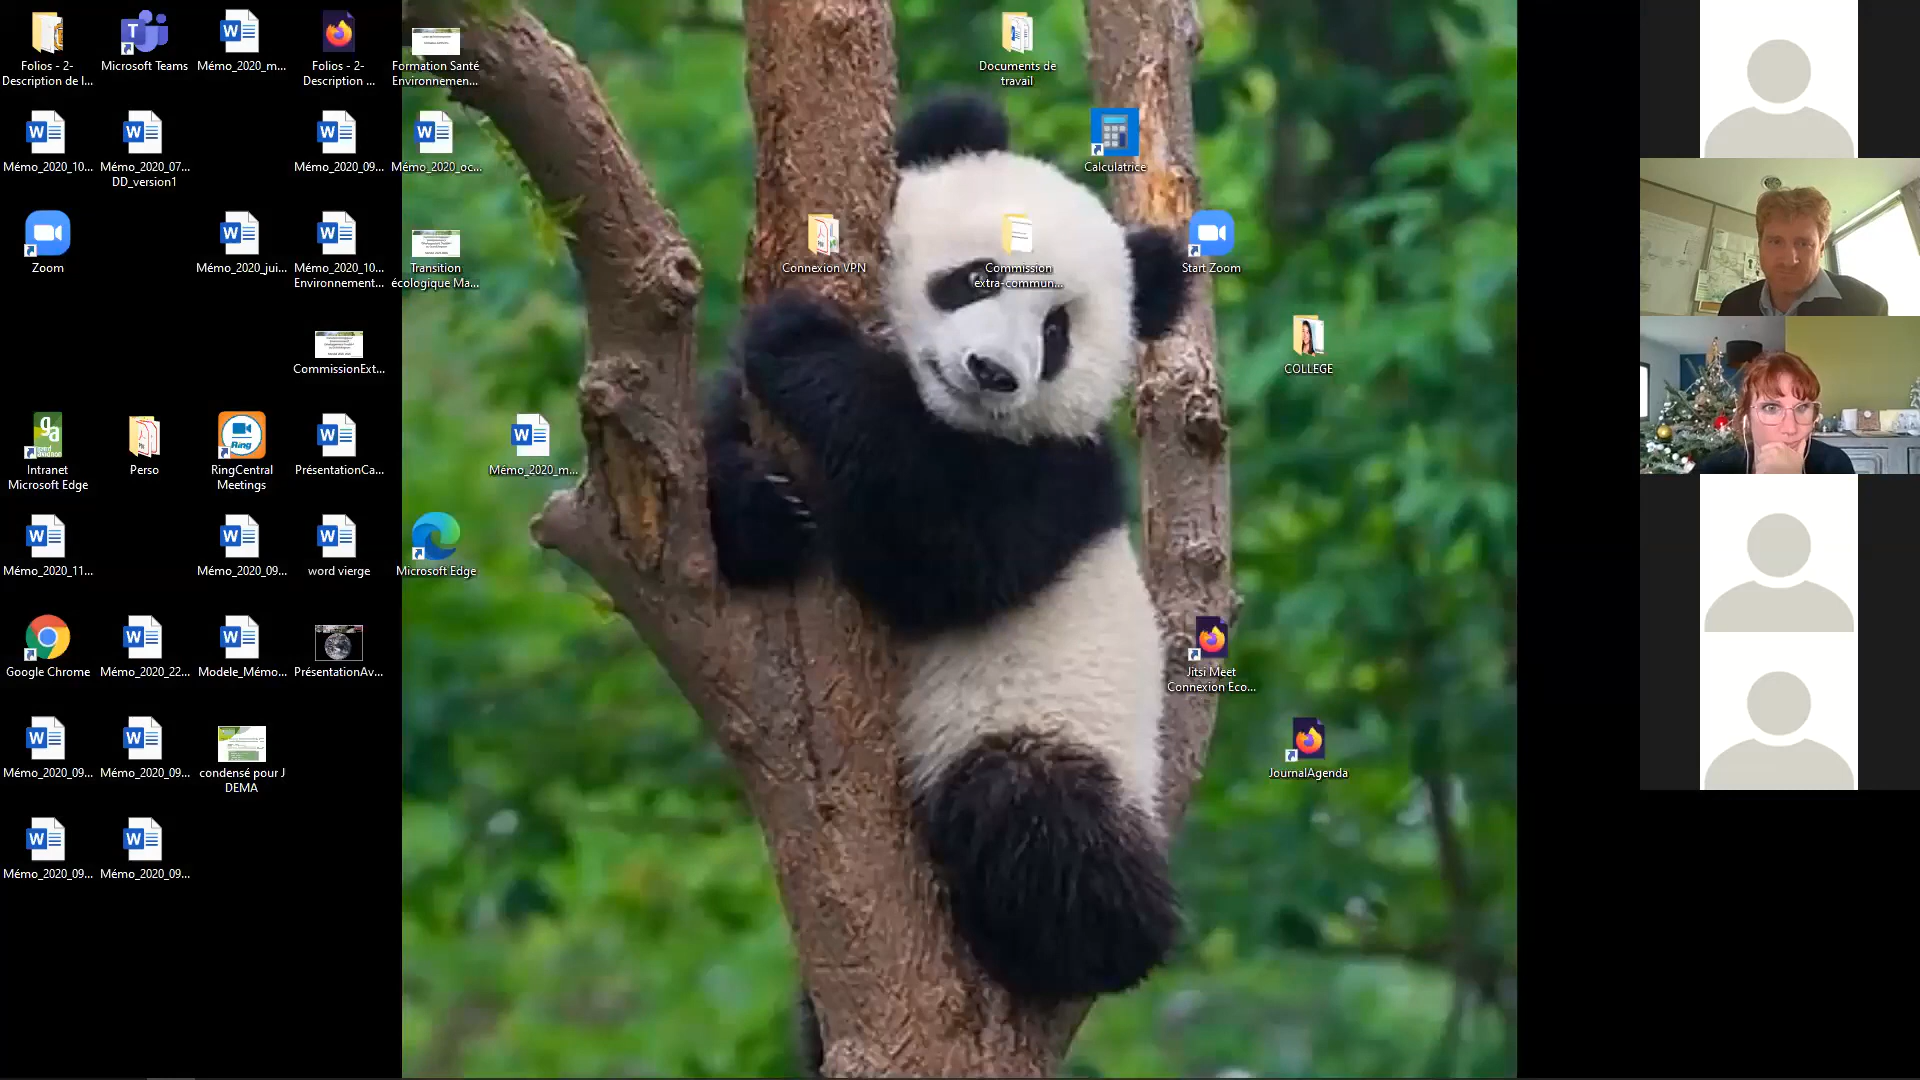 Folios - 2-
Description de l...
Microsoft Teams
Mémo_2020_m...
Folios - 2-
Description ...
Formation Santé
Environnemen...
Documents de
travail
Mémo_2020_10...
Mémo_2020_07...
DD_version1
Mémo_2020_09...
Mémo_2020_oc...
Calculatrice
Zoom
Mémo_2020_jui...
Mémo_2020_10...
Environnement...
Transition
écologique Ma...
Connexion VPN
Commission
extra-commun...
Start Zoom
CommissionExt...
COLLEGE
ga
Intranet
Microsoft Edge
Perso
Ring
RingCentral
Meetings
PrésentationCa...
Mémo_2020_m...
Mémo_2020_11...
Mémo_2020_09...
word vierge
Microsoft Edge
Google Chrome
Mémo_2020_22...
Modele_Mémo...
PrésentationAv...
Jitsi Meet
Connexion Eco...
Mémo_2020_09...
Mémo_2020_09...
condensé pour J
DEMA
JournalAgenda
Mémo_2020_09...
Mémo_2020_09...